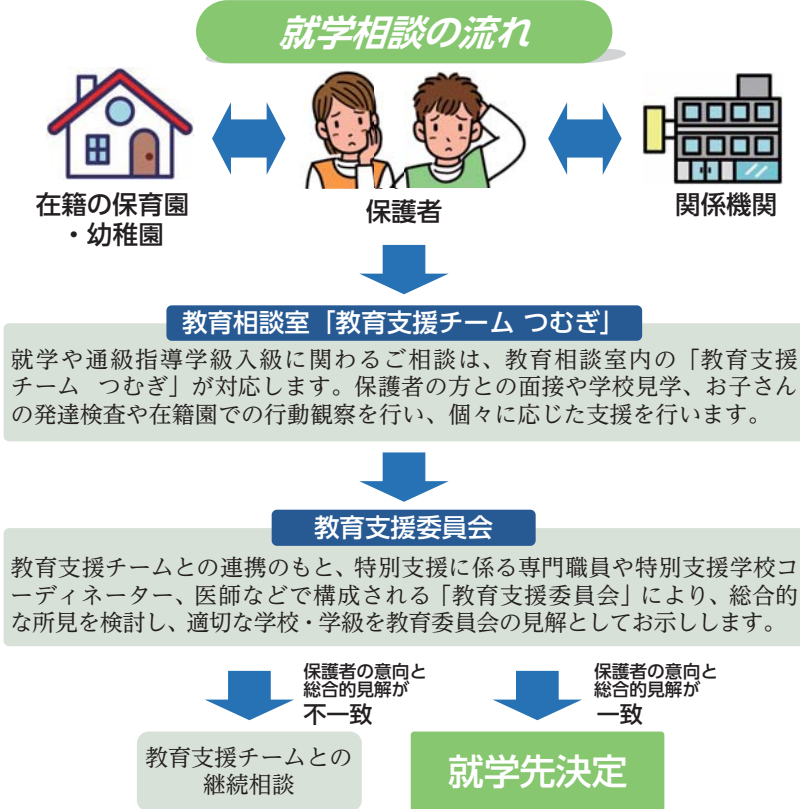 就学相談の流れ
在籍の保育園
・幼稚園
保護者
関係機関
教育相談室「教育支援チーム つむぎ」
就学や通級指導学級入級に関わるご相談は、教育相談室内の「教育支援
チーム つむぎ」が対応します。保護者の方との面接や学校見学、お子さん
の発達検査や在籍園での行動観察を行い、個々に応じた支援を行います。
教育支援委員会
教育支援チームとの連携のもと、特別支援に係る専門職員や特別支援学校コ
ーディネーター、医師などで構成される「教育支援委員会」により、総合的
な所見を検討し、適切な学校・学級を教育委員会の見解としてお示しします。
保護者の意向と
総合的見解が
不一致
保護者の意向と
総合的見解が
一致
教育支援チームとの
継続相談
就学先決定